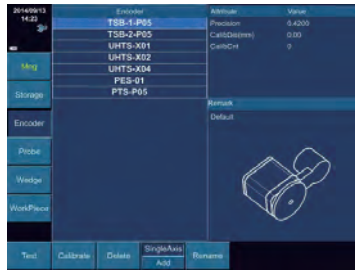 2014/09/13
14:23
Encoder
Attribute
Value
TSB-1-P05
TSB-2-P05
UHTS-X01
UHTS-X02
UHTS-X04
PES-01
PTS-P05
Precision
0.4200
CalibDis(mm)
0.00
CalibCnt
0
Remark
Default
Mng
Storage
Encoder
Probe
Wedge
WorkPiece
Test
Calibrate
Delete
SingleAxis
Add
Rename